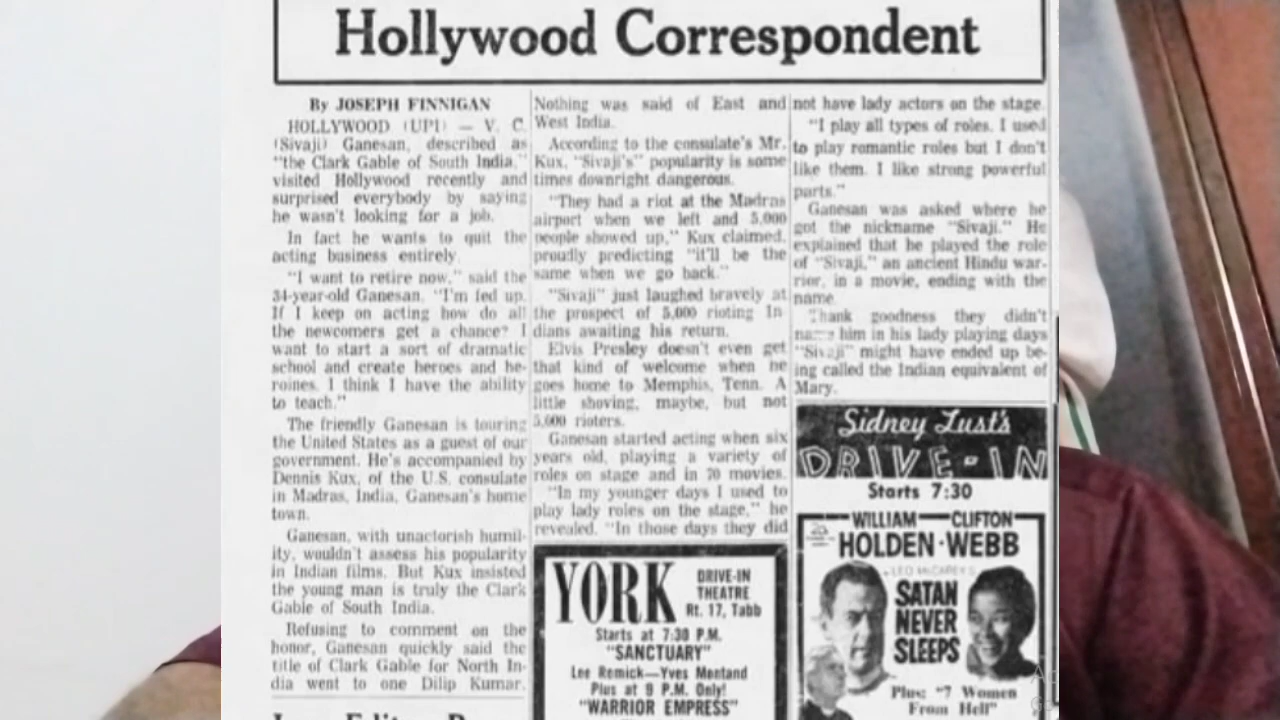 Hollywood Correspondent
By JOSEPH FINNIGAN
HOLLYWOOD (UPI) — V. C.
(Sivaji) Ganesan, described as
"the Clark Gable of South India,"
visited Hollywood recently and
surprised everybody by saying
he wasn't looking for a job.
In fact he wants to quit the
acting business entirely.
"I want to retire now," said the
34-year-old Ganesan. "I'm fed up.
If I keep on acting how do all
the newcomers get a chance? I
want to start a sort of dramatic
school and create heroes and he-
roines. I think I have the ability
to teach."
The friendly Ganesan is touring
the United States as a guest of our
government. He's accompanied by
Dennis Kux, of the U.S. consulate
in Madras, India, Ganesan's home
town.
Ganesan, with unactorish humil-
ity, wouldn't assess his popularity
in Indian films. But Kux insisted
the young man is truly the Clark
Gable of South India.
Refusing to comment on the
honor, Ganesan quickly said the
title of Clark Gable for North In-
dia went to one Dilip Kumar.
Nothing was said of East and
West India.
According to the consulate's Mr.
Kux, "Sivaji's" popularity is some
times downright dangerous.
"They had a riot at the Madras
airport when we left and 5,000
people showed up," Kux claimed,
proudly predicting "it'll be the
same when we go back."
"Sivaji" just laughed bravely at
the prospect of 5,000 rioting In-
dians awaiting his return.
Elvis Presley doesn't even get
that kind of welcome when he
goes home to Memphis, Tenn. A
little shoving, maybe, but not
5,000 rioters.
Ganesan started acting when six
years old, playing a variety of
roles on stage and in 70 movies.
"In my younger days I used to
play lady roles on the stage," he
revealed. "In those days they did
YORK
DRIVE-IN
THEATRE
Rt. 17, Tabb
Starts at 7:30 P.M.
"SANCTUARY"
Lee Remick—Yves Montand
Plus at 9 P.M. Only!
"WARRIOR EMPRESS"
not have lady actors on the stage.
"I play all types of roles. I used
to play romantic roles but I don't
like them. I like strong powerful
parts."
Ganesan was asked where he
got the nickname "Sivaji." He
explained that he played the role
of "Sivaji," an ancient Hindu war-
rior, in a movie, ending with the
name.
Thank goodness they didn't
name him in his lady playing days
"Sivaji" might have ended up be-
ing called the Indian equivalent of
Mary.
Sidney Lust's
DRIVE-IN
Starts 7:30
WILLIAM CLIFTON
HOLDEN·WEBB
LEO McCAREY'S
SATAN
NEVER
SLEEPS
Plus: "7 Women
From Hell"